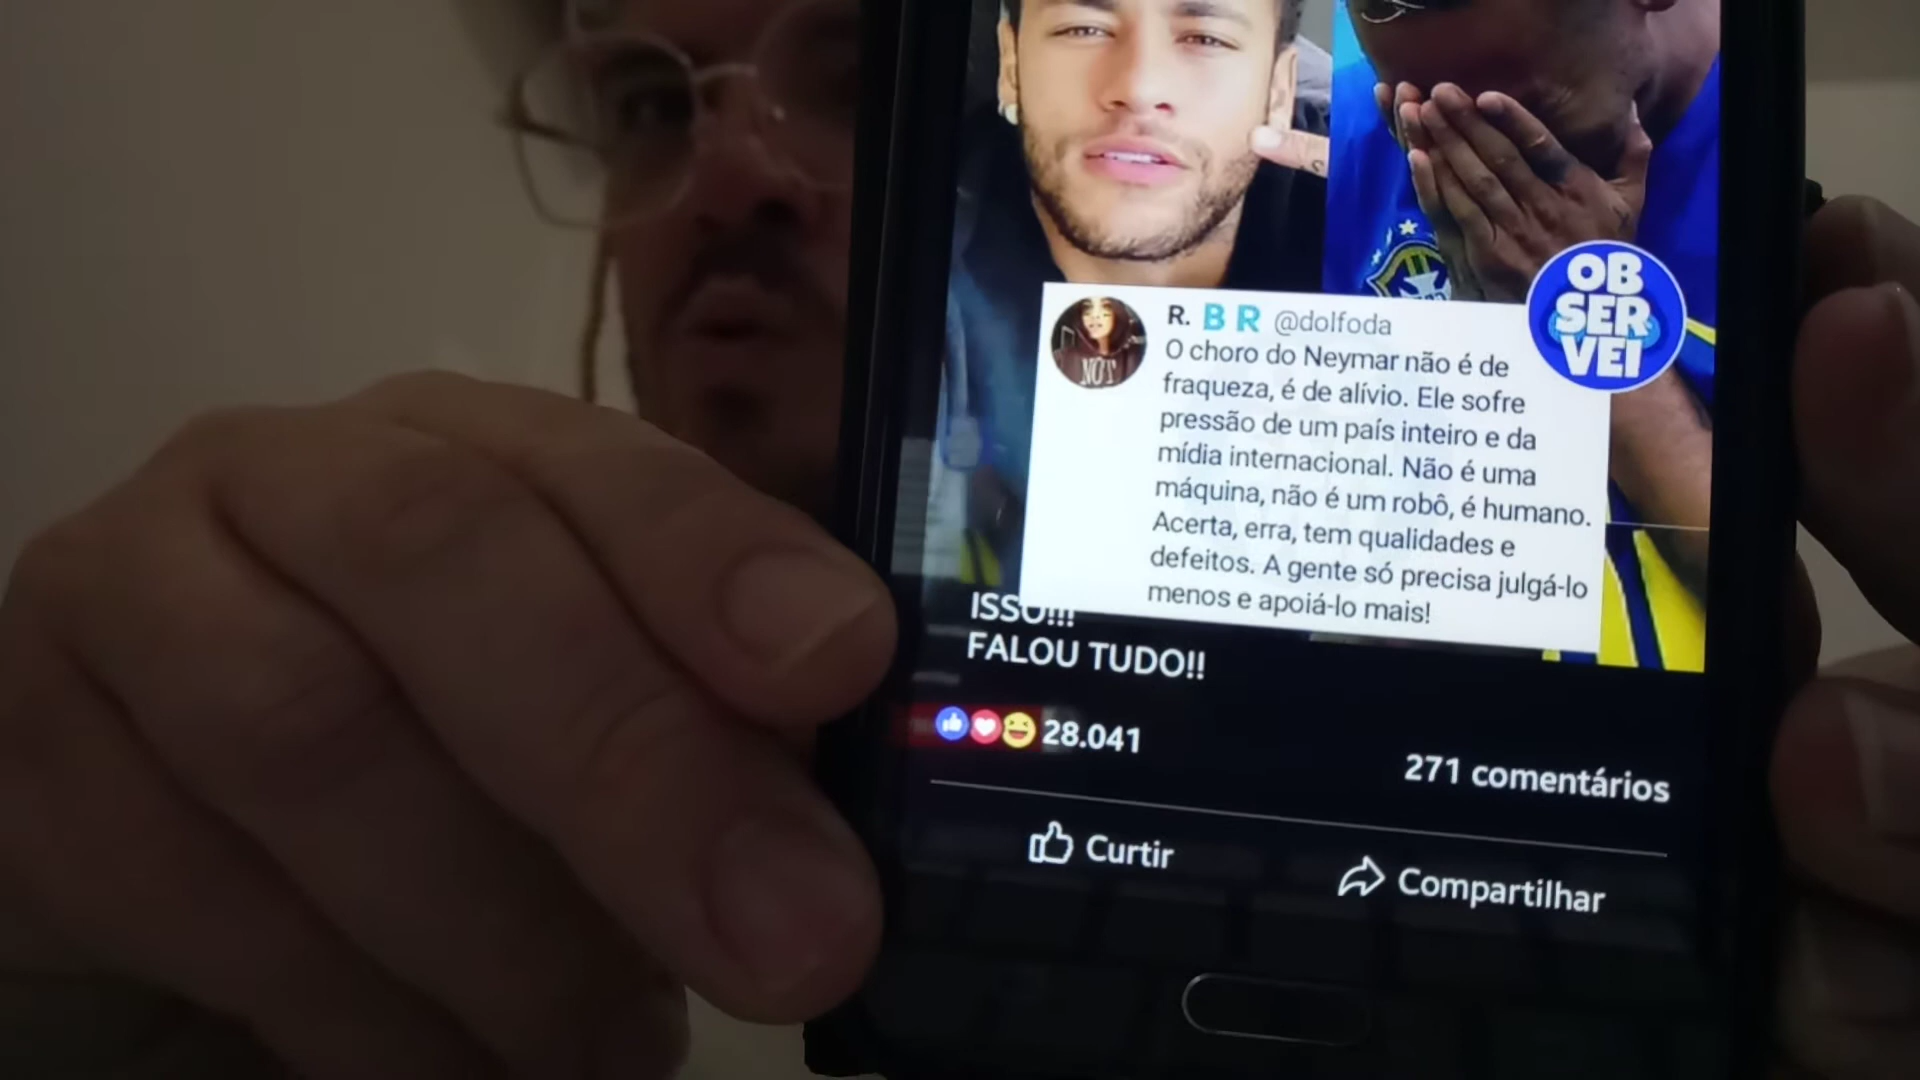 OB
SER
VEI
R. 🇧 🇷 @dolfoda
O choro do Neymar não é de
fraqueza, é de alívio. Ele sofre
pressão de um país inteiro e da
mídia internacional. Não é uma
máquina, não é um robô, é humano.
Acerta, erra, tem qualidades e
defeitos. A gente só precisa julgá-lo
menos e apoiá-lo mais!
NOT
ISSO!!!
FALOU TUDO!!
28.041
271 comentários
Curtir
Compartilhar